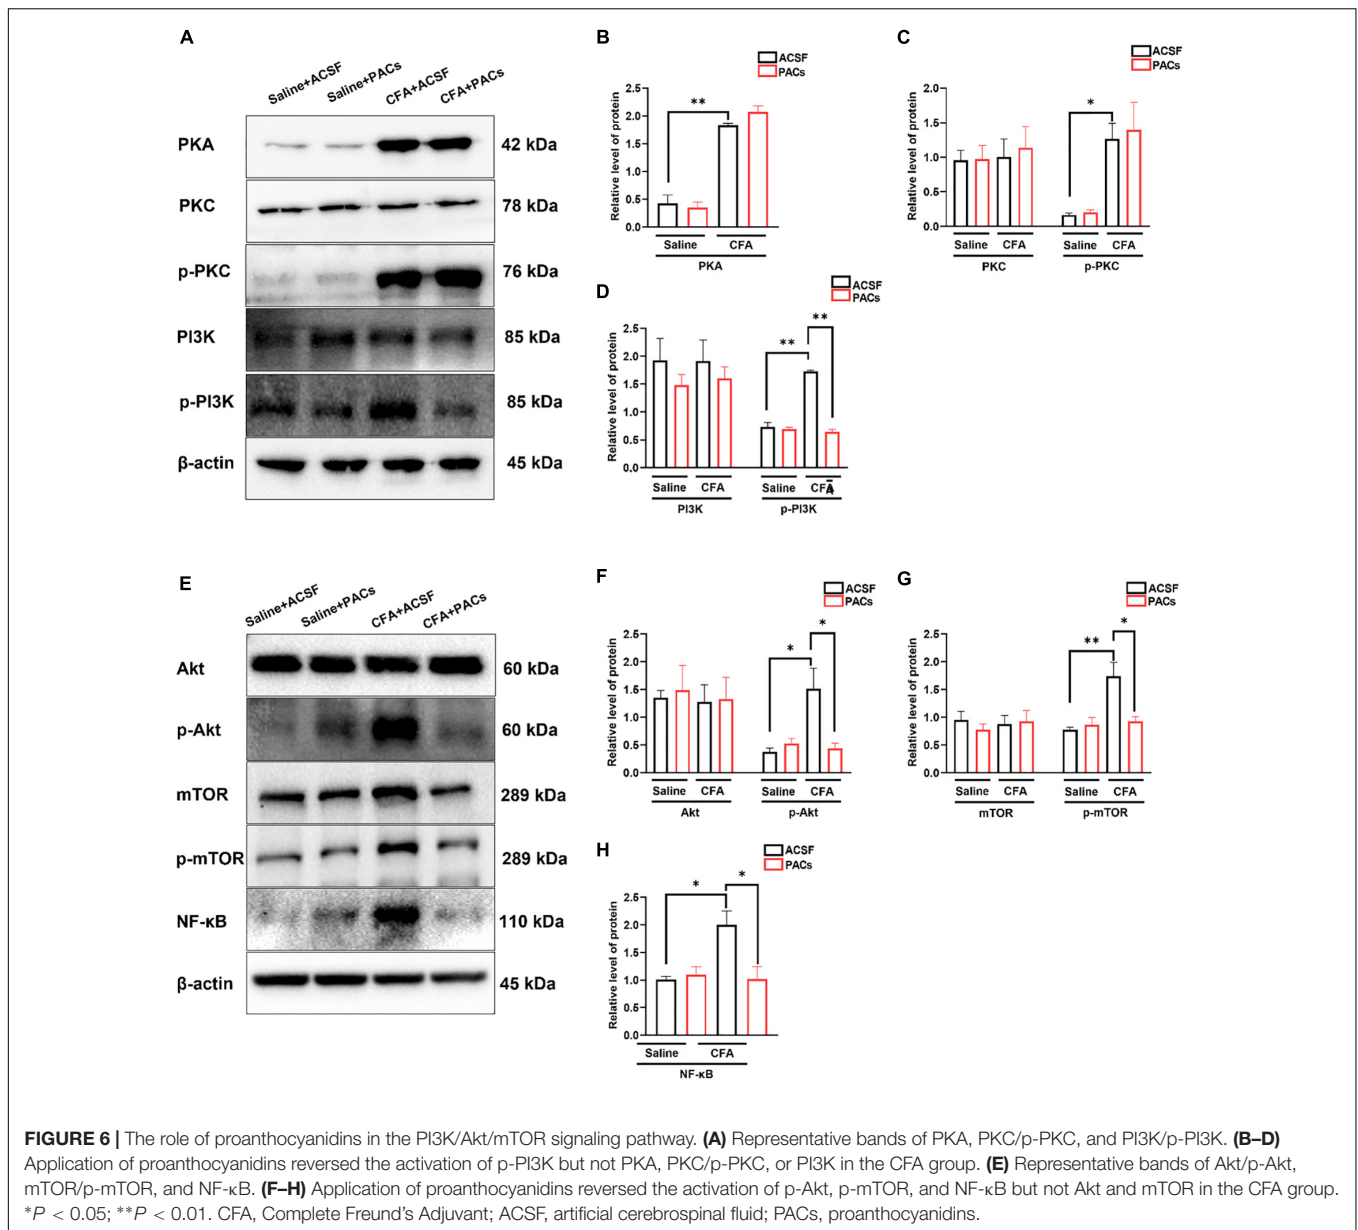 A
Saline+ACSF
Saline+PACs
CFA+ACSF
CFA+PACs
PKA
42 kDa
PKC
78 kDa
p-PKC
76 kDa
PI3K
85 kDa
p-PI3K
85 kDa
β-actin
45 kDa
B
ACSF
PACs
Relative level of protein
2.5
2.0
1.5
1.0
0.5
0.0
**
Saline
CFA
PKA
C
ACSF
PACs
Relative level of protein
2.0
1.5
1.0
0.5
0.0
*
Saline
CFA
Saline
CFA
PKC
p-PKC
D
ACSF
PACs
Relative level of protein
2.5
2.0
1.5
1.0
0.5
0.0
**
**
Saline
CFA
Saline
CFA
PI3K
p-PI3K
E
Saline+ACSF
Saline+PACs
CFA+ACSF
CFA+PACs
Akt
60 kDa
p-Akt
60 kDa
mTOR
289 kDa
p-mTOR
289 kDa
NF-κB
110 kDa
β-actin
45 kDa
F
ACSF
PACs
Relative level of protein
2.5
2.0
1.5
1.0
0.5
0.0
*
*
Saline
CFA
Saline
CFA
Akt
p-Akt
G
ACSF
PACs
Relative level of protein
2.5
2.0
1.5
1.0
0.5
0.0
**
*
Saline
CFA
Saline
CFA
mTOR
p-mTOR
H
ACSF
PACs
Relative level of protein
2.5
2.0
1.5
1.0
0.5
0.0
*
*
Saline
CFA
NF-κB
FIGURE 6 | The role of proanthocyanidins in the PI3K/Akt/mTOR signaling pathway. (A) Representative bands of PKA, PKC/p-PKC, and PI3K/p-PI3K. (B–D)
Application of proanthocyanidins reversed the activation of p-PI3K but not PKA, PKC/p-PKC, or PI3K in the CFA group. (E) Representative bands of Akt/p-Akt,
mTOR/p-mTOR, and NF-κB. (F–H) Application of proanthocyanidins reversed the activation of p-Akt, p-mTOR, and NF-κB but not Akt and mTOR in the CFA group.
*P < 0.05; **P < 0.01. CFA, Complete Freund's Adjuvant; ACSF, artificial cerebrospinal fluid; PACs, proanthocyanidins.